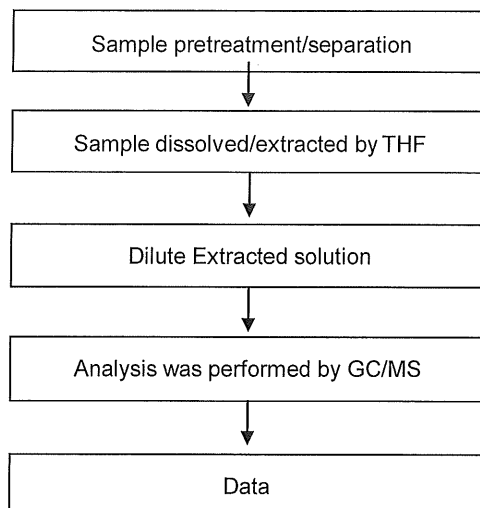 Sample pretreatment/separation
Sample dissolved/extracted by THF
Dilute Extracted solution
Analysis was performed by GC/MS
Data